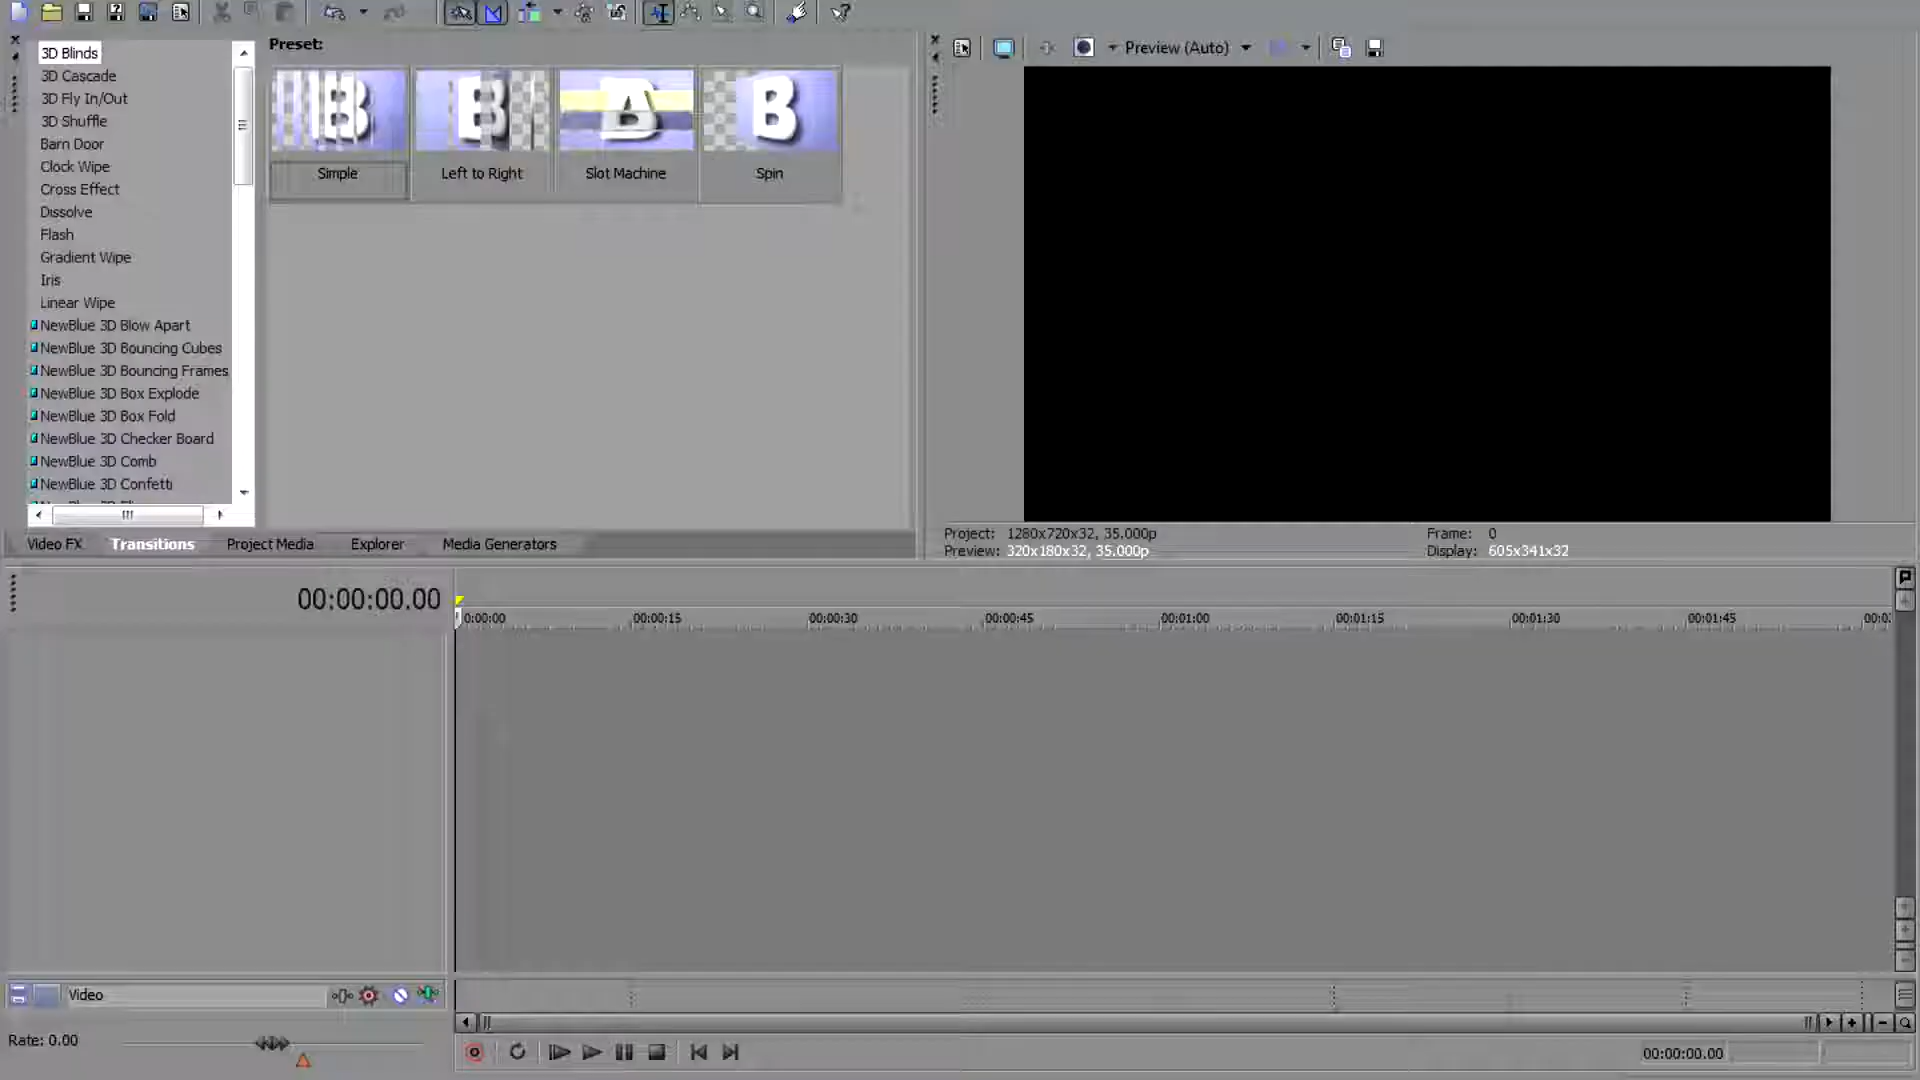 Preset:
Preview (Auto)
3D Blinds
3D Cascade
3D Fly In/Out
3D Shuffle
Barn Door
Clock Wipe
Cross Effect
Dissolve
Flash
Gradient Wipe
Iris
Linear Wipe
NewBlue 3D Blow Apart
NewBlue 3D Bouncing Cubes
NewBlue 3D Bouncing Frames
NewBlue 3D Box Explode
NewBlue 3D Box Fold
NewBlue 3D Checker Board
NewBlue 3D Comb
NewBlue 3D Confetti
B
B
A
B
Simple
Left to Right
Slot Machine
Spin
Video FX
Transitions
Project Media
Explorer
Media Generators
Project: 1280x720x32, 35.000p
Frame: 0
Preview: 320x180x32, 35.000p
Display: 605x341x32
00:00:00.00
0:00:00
00:00:15
00:00:30
00:00:45
00:01:00
00:01:15
00:01:30
00:01:45
Video
Rate: 0.00
00:00:00.00